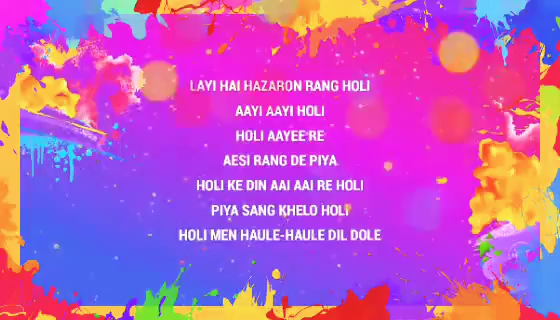 LAYI HAI HAZARON RANG HOLI
AAYI AAYI HOLI
HOLI AAYEE RE
AESI RANG DE PIYA
HOLI KE DIN AAI AAI RE HOLI
PIYA SANG KHELO HOLI
HOLI MEN HAULE-HAULE DIL DOLE